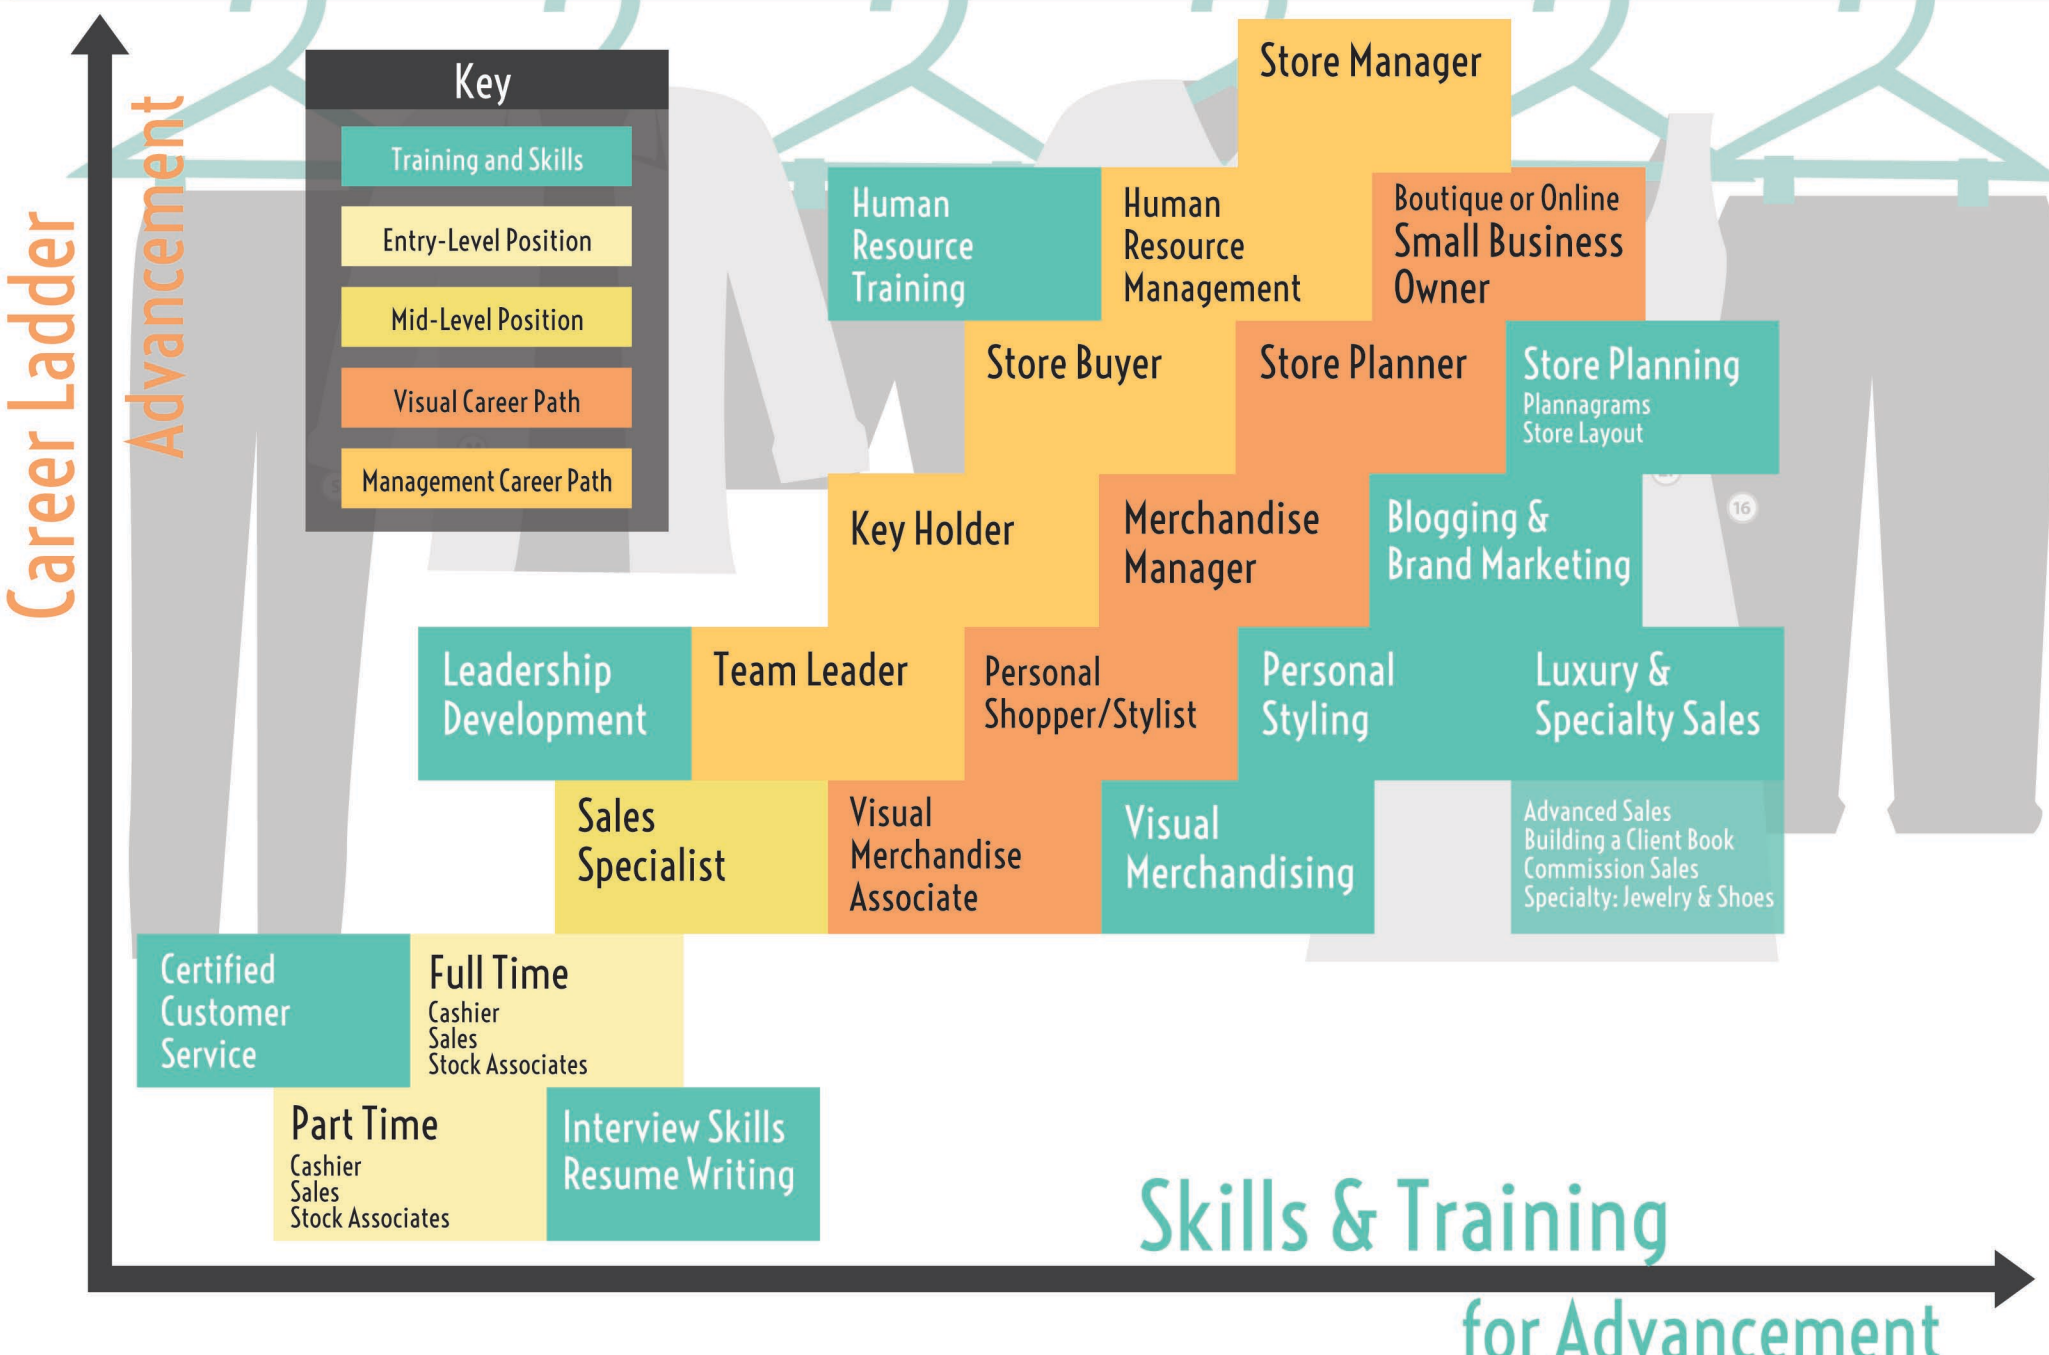 Career Ladder
Advancement
Key
Training and Skills
Entry-Level Position
Mid-Level Position
Visual Career Path
Management Career Path
Store Manager
Human
Resource
Training
Human
Resource
Management
Boutique or Online
Small Business
Owner
Store Buyer
Store Planner
Store Planning
Plannagrams
Store Layout
Key Holder
Merchandise
Manager
Blogging &
Brand Marketing
16
Leadership
Development
Team Leader
Personal
Shopper/Stylist
Personal
Styling
Luxury &
Specialty Sales
Sales
Specialist
Visual
Merchandise
Associate
Visual
Merchandising
Advanced Sales
Building a Client Book
Commission Sales
Specialty: Jewelry & Shoes
Certified
Customer
Service
Full Time
Cashier
Sales
Stock Associates
Part Time
Cashier
Sales
Stock Associates
Interview Skills
Resume Writing
Skills & Training
for Advancement